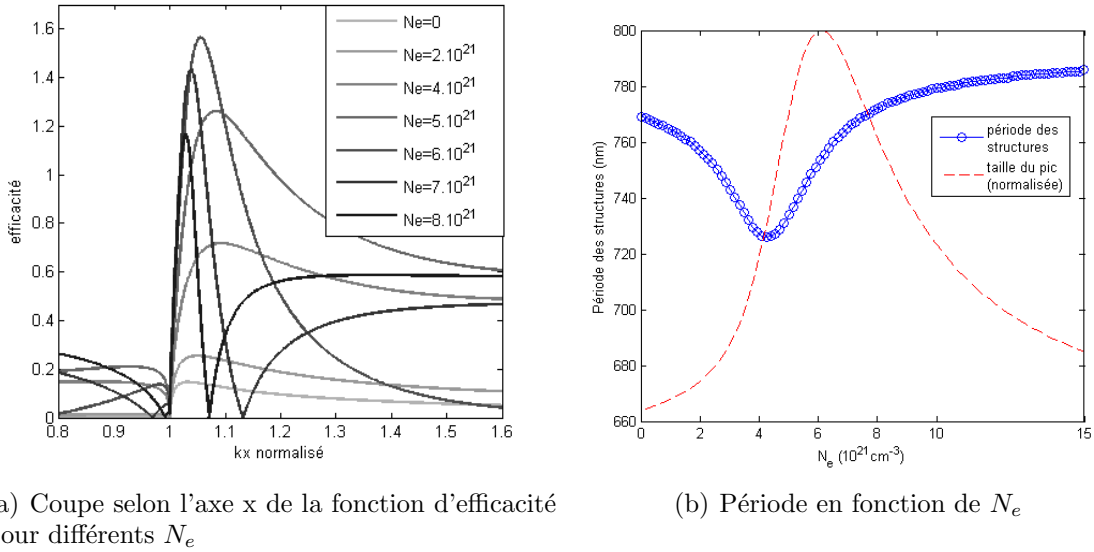 1.6
1.4
1.2
1
0.8
0.6
0.4
0.2
0
efficacité
0.8 0.9 1 1.1 1.2 1.3 1.4 1.5 1.6
kx normalisé
Ne=0
Ne=2.10^21
Ne=4.10^21
Ne=5.10^21
Ne=6.10^21
Ne=7.10^21
Ne=8.10^21
800
780
760
740
720
700
680
660
Période des structures (nm)
0 2 4 6 8 10 15
N_e (10^21 cm^-3)
période des
structures
taille du pic
(normalisée)
a) Coupe selon l'axe x de la fonction d'efficacité
our différents N_e
(b) Période en fonction de N_e